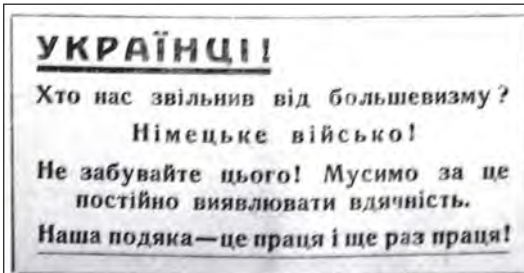 УКРАЇНЦІ!
Хто нас звільнив від большевизму?
Німецьке військо!
Не забувайте цього! Мусимо за це
постійно виявлювати вдячність.
Наша подяка—це праця і ще раз праця!